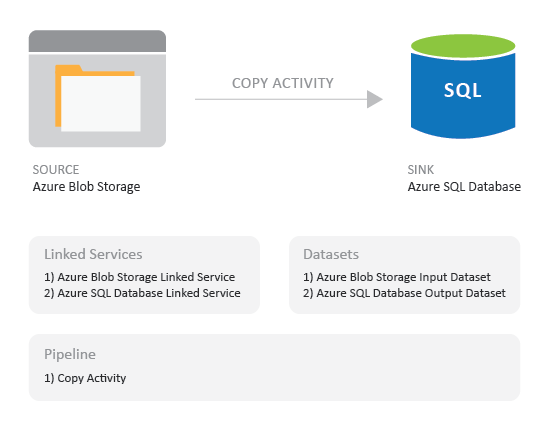 COPY ACTIVITY
SQL
SOURCE
Azure Blob Storage
SINK
Azure SQL Database
Linked Services
1) Azure Blob Storage Linked Service
2) Azure SQL Database Linked Service
Datasets
1) Azure Blob Storage Input Dataset
2) Azure SQL Database Output Dataset
Pipeline
1) Copy Activity